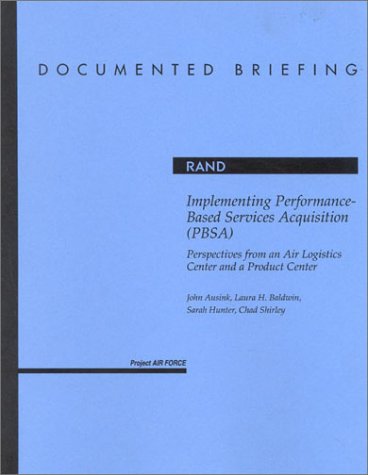 DOCUMENTED BRIEFING
RAND
Implementing Performance-
Based Services Acquisition
(PBSA)
Perspectives from an Air Logistics
Center and a Product Center
John Ausink, Laura H. Baldwin,
Sarah Hunter, Chad Shirley
Project AIR FORCE